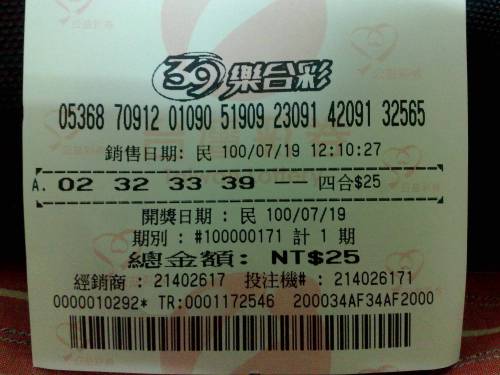 39樂合彩
05368 70912 01090 51909 23091 42091 32565
銷售日期: 民 100/07/19 12:10:27
A. 02 32 33 39 —— 四合$25
開獎日期 : 民 100/07/19
期別 : #100000171 計 1 期
總金額: NT$25
經銷商 : 21402617 投注機# : 214026171
0000010292* TR:0001172546 200034AF34AF2000